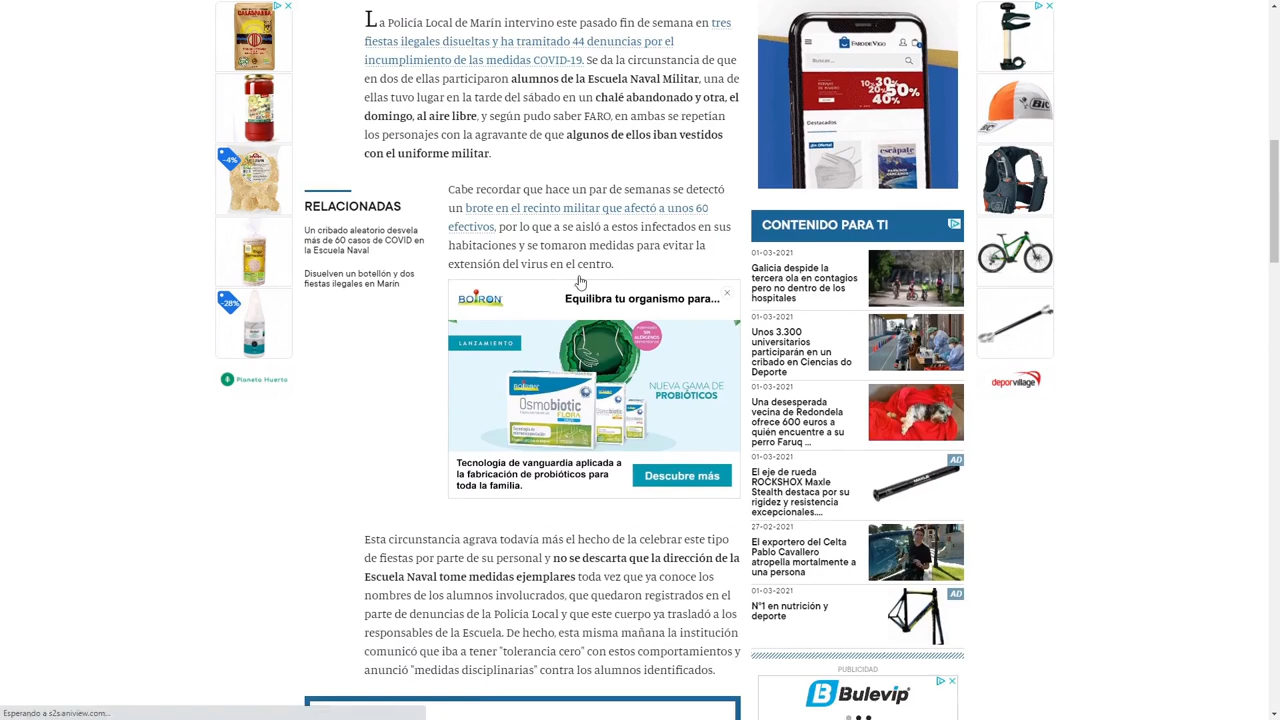 La Policía Local de Marín intervino este pasado fin de semana en tres
fiestas ilegales disueltas y ha tramitado 44 denuncias por el
incumplimiento de las medidas COVID19. Se da la circunstancia de que
en dos de ellas participaron alumnos de la Escuela Naval Militar, una de
ellas tuvo lugar en la tarde del sábado en un chalé abandonado y otra, el
domingo, al aire libre, y según pudo saber FARO, en ambas se repetían
los personajes con la agravante de que algunos de ellos iban vestidos
con el uniforme militar.
RELACIONADAS
Un cribado aleatorio desvela
más de 60 casos de COVID en
la Escuela Naval
Disuelven un botellón y dos
fiestas ilegales en Marín
Cabe recordar que hace un par de semanas se detectó
un brote en el recinto militar que afectó a unos 60
efectivos, por lo que a se aisló a estos infectados en sus
habitaciones y se tomaron medidas para evitar la
extensión del virus en el centro.
BOIRON
Equilibra tu organismo para...
LANZAMIENTO
NUEVA GAMA DE
PROBIÓTICOS
Osmobiotic
FLORA
Tecnología de vanguardia aplicada a
la fabricación de probióticos para
toda la familia.
Descubre más
Esta circunstancia agrava todavía más el hecho de la celebrar este tipo
de fiestas por parte de su personal y no se descarta que la dirección de la
Escuela Naval tome medidas ejemplares toda vez que ya conoce los
nombres de los alumnos involucrados, que quedaron registrados en el
parte de denuncias de la Policía Local y que este cuerpo ya trasladó a los
responsables de la Escuela. De hecho, esta misma mañana la institución
comunicó que iba a tener "tolerancia cero" con estos comportamientos y
anunció "medidas disciplinarias" contra los alumnos identificados.
-4%
-28%
Planeta Huerto
FARO DE VIGO
Buscar...
10% 30% 50% 40%
Destacados
¡En Oferta!
escápate
CONTENIDO PARA TI
01-03-2021
Galicia despide la
tercera ola en contagios
pero no dentro de los
hospitales
01-03-2021
Unos 3.300
universitarios
participarán en un
cribado en Ciencias do
Deporte
01-03-2021
Una desesperada
vecina de Redondela
ofrece 600 euros a
quién encuentre a su
perro Faruq ...
01-03-2021
AD
El eje de rueda
ROCKSHOX Maxle
Stealth destaca por su
rigidez y resistencia
excepcionales....
27-02-2021
El exportero del Celta
Pablo Cavallero
atropella mortalmente a
una persona
01-03-2021
AD
Nº1 en nutrición y
deporte
PUBLICIDAD
Bulevip
BIC
deporvillage
Esperando a s2s.aniview.com...